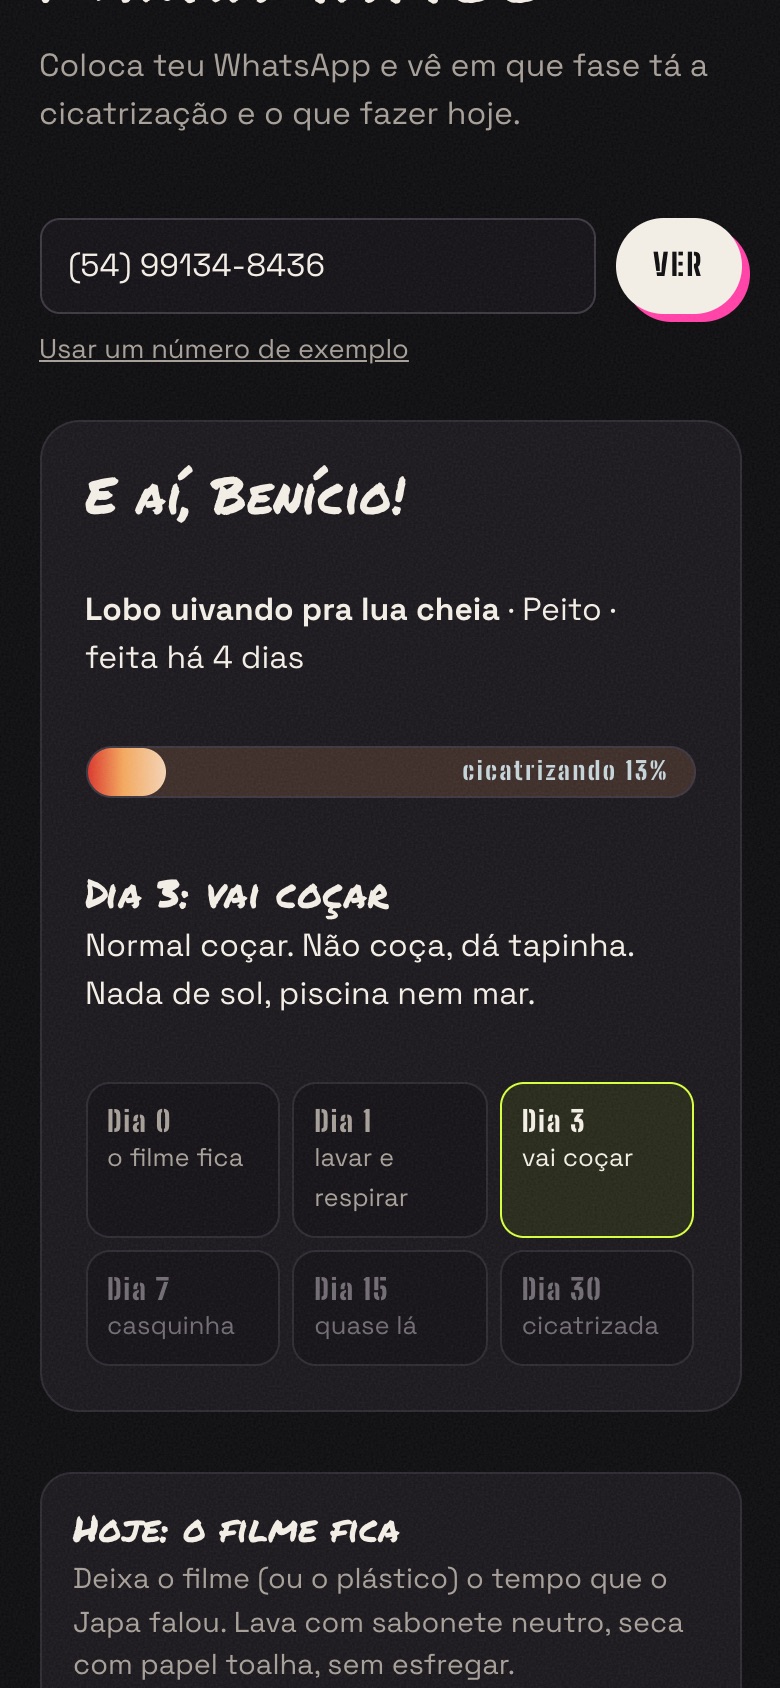 Coloca teu WhatsApp e vê em que fase tá a
cicatrização e o que fazer hoje.
(54) 99134-8436
VER
Usar um número de exemplo
E aí, Benício!
Lobo uivando pra lua cheia · Peito ·
feita há 4 dias
cicatrizando 13%
Dia 3: vai coçar
Normal coçar. Não coça, dá tapinha.
Nada de sol, piscina nem mar.
Dia 0
o filme fica
Dia 1
lavar e
respirar
Dia 3
vai coçar
Dia 7
casquinha
Dia 15
quase lá
Dia 30
cicatrizada
Hoje: o filme fica
Deixa o filme (ou o plástico) o tempo que o
Japa falou. Lava com sabonete neutro, seca
com papel toalha, sem esfregar.